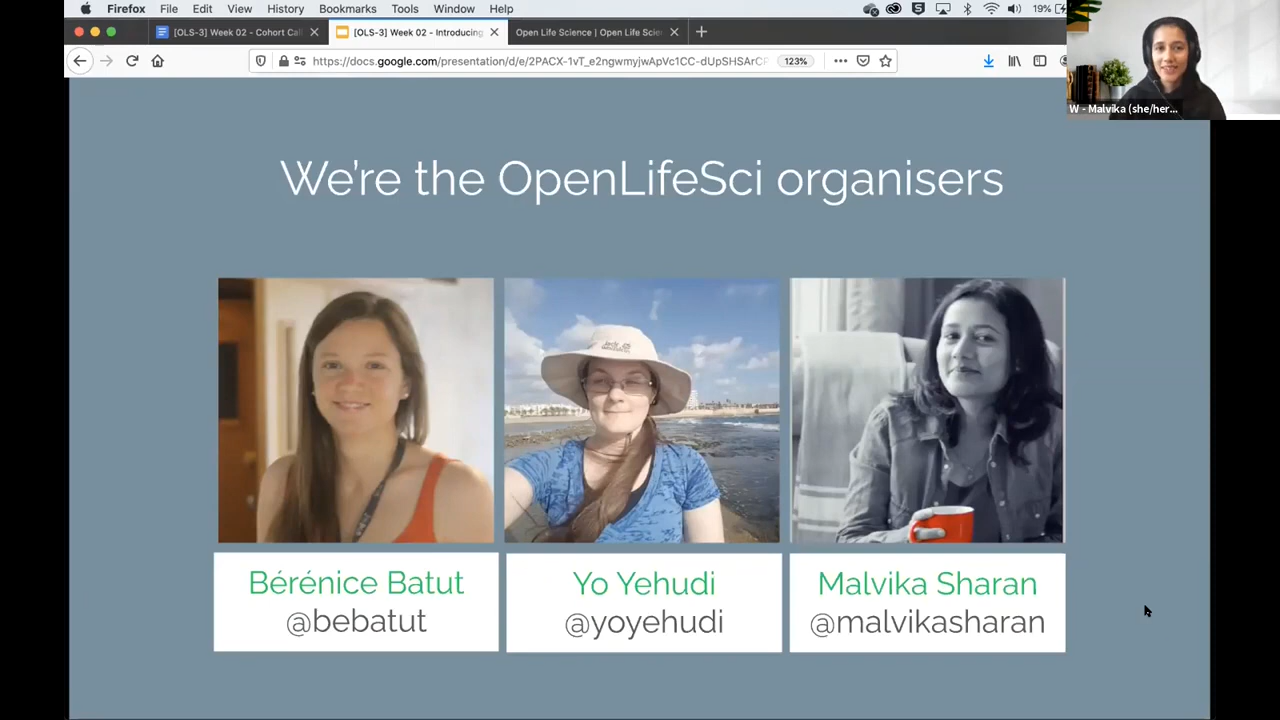 Firefox File Edit View History Bookmarks Tools Window Help 19%
[OLS-3] Week 02 - Cohort Cal
[OLS-3] Week 02 - Introducing
Open Life Science | Open Life Scien
https://docs.google.com/presentation/d/e/2PACX-1vT_e2ngwmyjwApVc1CC-dUpSHSArCF 123%
W - Malvika (she/her...
We're the OpenLifeSci organisers
Bérénice Batut
@bebatut
Yo Yehudi
@yoyehudi
Malvika Sharan
@malvikasharan